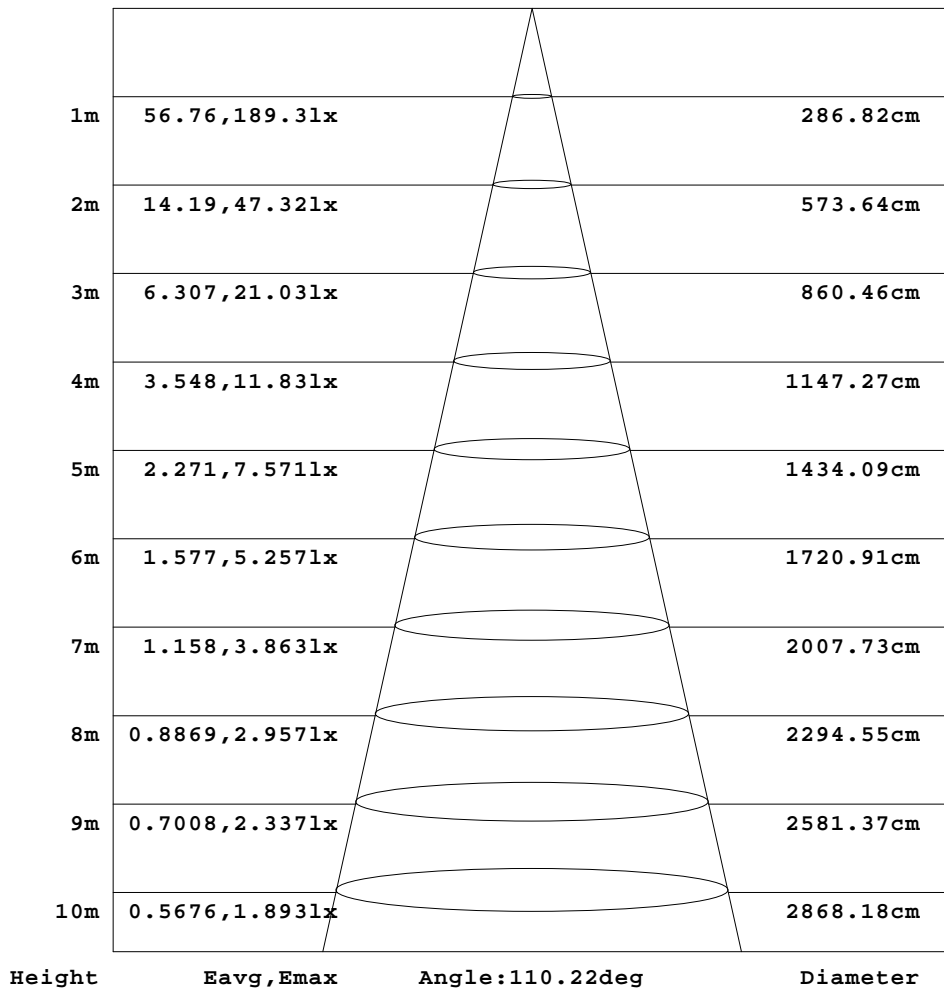 1m 56.76,189.3lx 286.82cm
2m 14.19,47.32lx 573.64cm
3m 6.307,21.03lx 860.46cm
4m 3.548,11.83lx 1147.27cm
5m 2.271,7.571lx 1434.09cm
6m 1.577,5.257lx 1720.91cm
7m 1.158,3.863lx 2007.73cm
8m 0.8869,2.957lx 2294.55cm
9m 0.7008,2.337lx 2581.37cm
10m 0.5676,1.893lx 2868.18cm
Height Eavg,Emax Angle:110.22deg Diameter